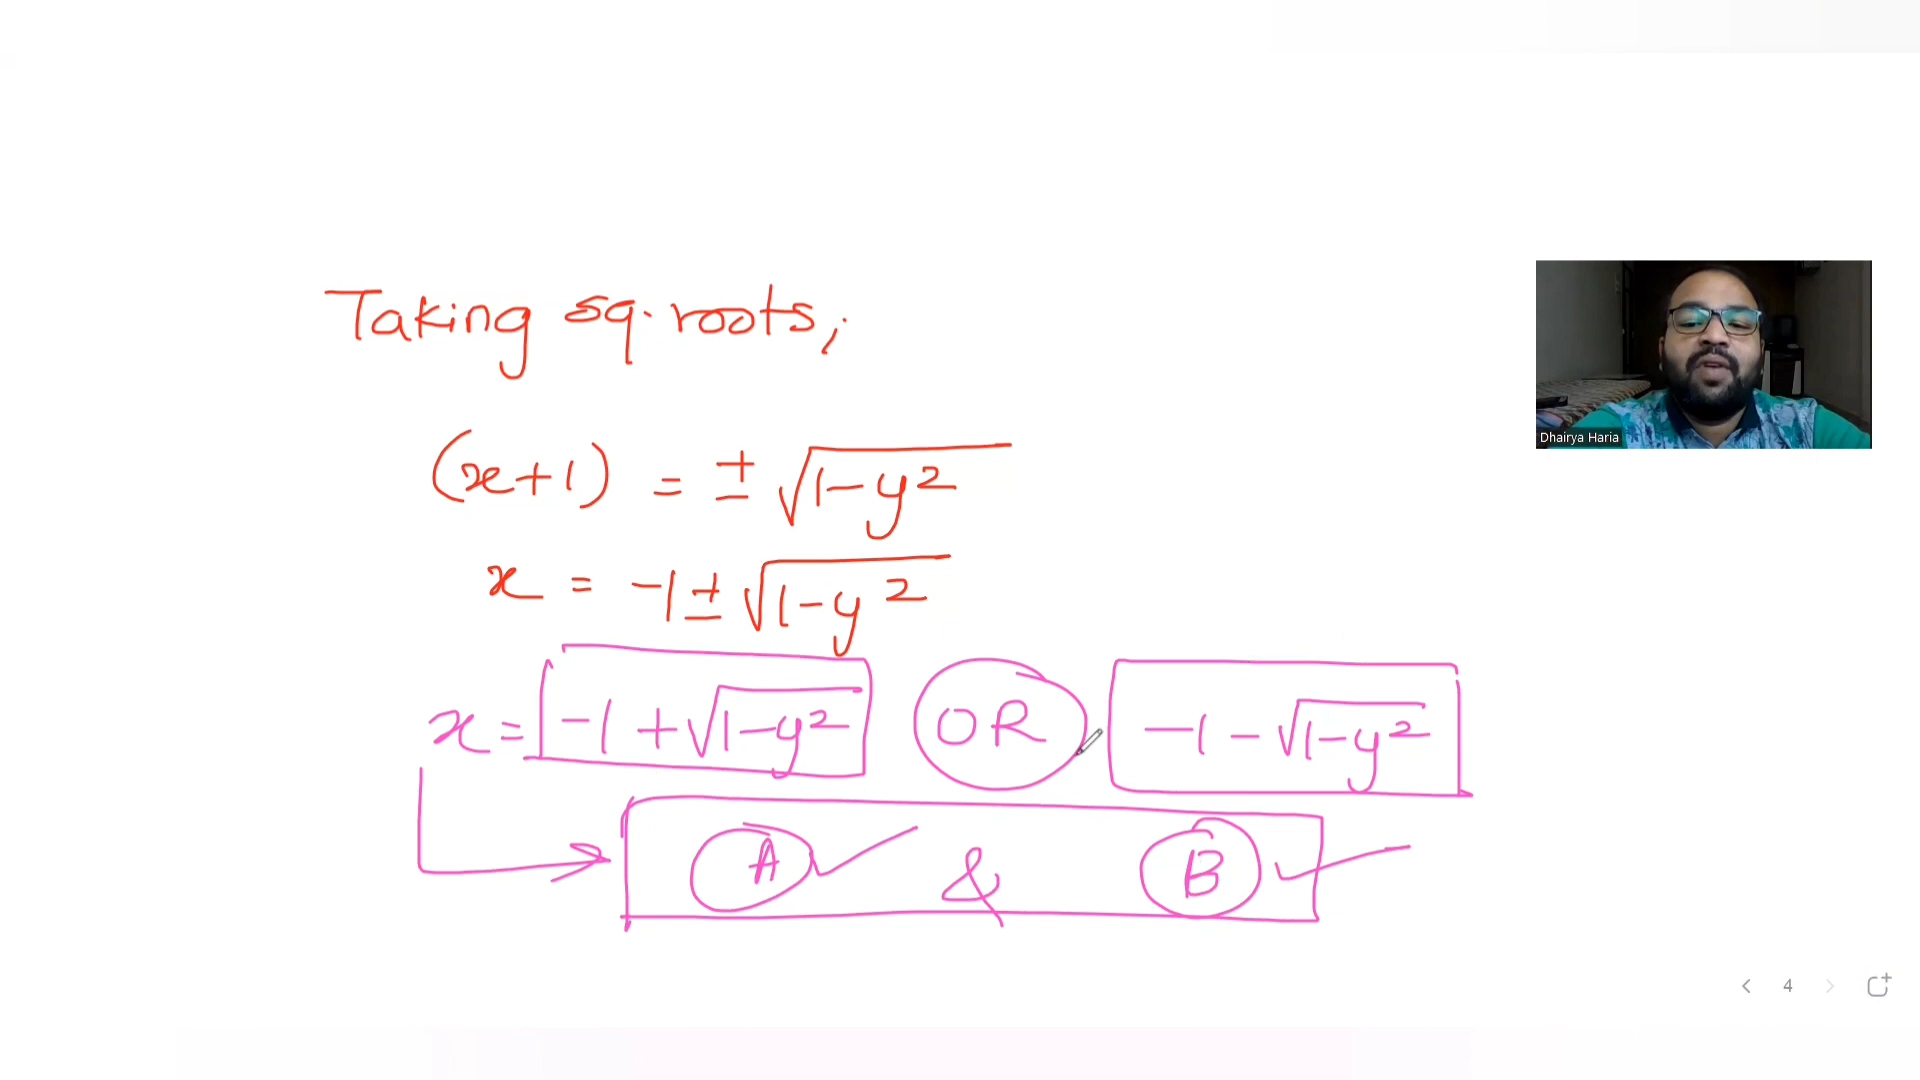 Taking sq. roots,
(x+1) = ± √1-y²
x = -1 ± √1-y²
x = -1 + √1-y² OR -1 - √1-y²
A & B
Dhairya Haria
4